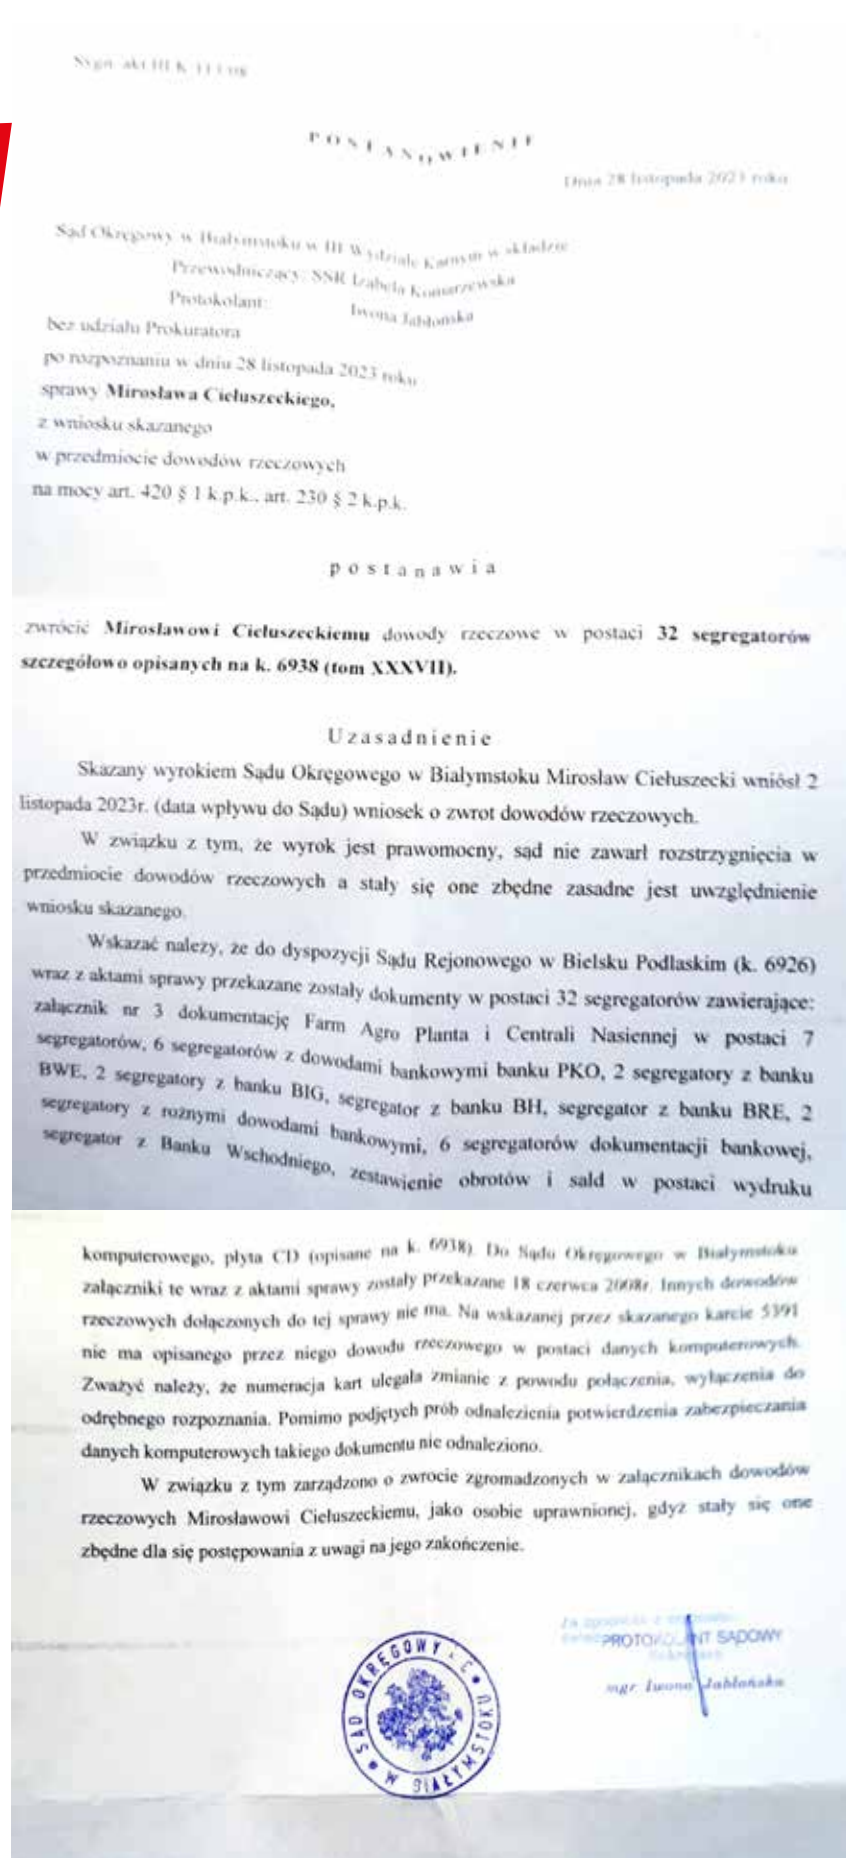 Sygn. akt III K
POSTANOWIENIE
Dnia 28 listopada 2023 roku
Sąd Okręgowy w Białymstoku w III Wydziale Karnym w składzie:
Przewodniczący: SSR Izabela Komarzewska
Protokolant: Iwona Jabłońska
bez udziału Prokuratora
po rozpoznaniu w dniu 28 listopada 2023 roku
sprawy Mirosława Ciełuszeckiego,
z wniosku skazanego
w przedmiocie dowodów rzeczowych
na mocy art. 420 § 1 k.p.k., art. 230 § 2 k.p.k.
postanawia
zwrócić Mirosławowi Ciełuszeckiemu dowody rzeczowe w postaci 32 segregatorów
szczegółowo opisanych na k. 6938 (tom XXXVII).
Uzasadnienie
Skazany wyrokiem Sądu Okręgowego w Białymstoku Mirosław Ciełuszecki wniósł 2
listopada 2023r. (data wpływu do Sądu) wniosek o zwrot dowodów rzeczowych.
W związku z tym, że wyrok jest prawomocny, sąd nie zawarł rozstrzygnięcia w
przedmiocie dowodów rzeczowych a stały się one zbędne zasadne jest uwzględnienie
wniosku skazanego.
Wskazać należy, że do dyspozycji Sądu Rejonowego w Bielsku Podlaskim (k. 6926)
wraz z aktami sprawy przekazane zostały dokumenty w postaci 32 segregatorów zawierające:
załącznik nr 3 dokumentację Farm Agro Planta i Centrali Nasiennej w postaci 7
segregatorów, 6 segregatorów z dowodami bankowymi banku PKO, 2 segregatory z banku
BWE, 2 segregatory z banku BIG, segregator z banku BH, segregator z banku BRE, 2
segregatory z rożnymi dowodami bankowymi, 6 segregatorów dokumentacji bankowej,
segregator z Banku Wschodniego, zestawienie obrotów i sald w postaci wydruku
komputerowego, płyta CD (opisane na k. 6938). Do Sądu Okręgowego w Białymstoku
załączniki te wraz z aktami sprawy zostały przekazane 18 czerwca 2008r. Innych dowodów
rzeczowych dołączonych do tej sprawy nie ma. Na wskazanej przez skazanego karcie 5391
nie ma opisanego przez niego dowodu rzeczowego w postaci danych komputerowych.
Zważyć należy, że numeracja kart ulegała zmianie z powodu połączenia, wyłączenia do
odrębnego rozpoznania. Pomimo podjętych prób odnalezienia potwierdzenia zabezpieczania
danych komputerowych takiego dokumentu nie odnaleziono.
W związku z tym zarządzono o zwrocie zgromadzonych w załącznikach dowodów
rzeczowych Mirosławowi Ciełuszeckiemu, jako osobie uprawnionej, gdyż stały się one
zbędne dla się postępowania z uwagi na jego zakończenie.
PROTOKOLANT SĄDOWY
mgr Iwona Jabłońska
SĄD OKRĘGOWY
W BIAŁYMSTOKU